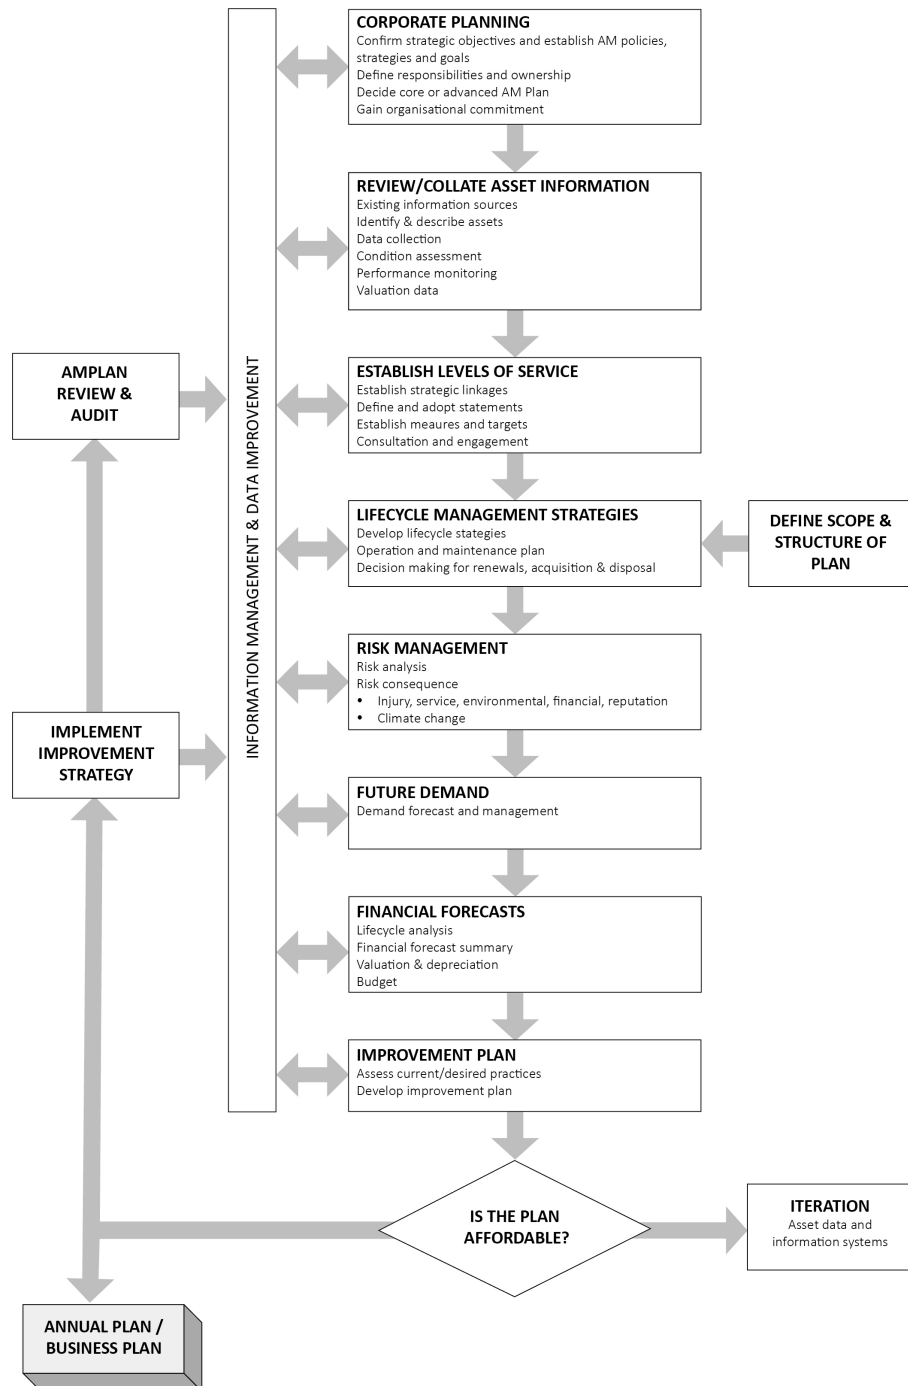 CORPORATE PLANNING
Confirm strategic objectives and establish AM policies,
strategies and goals
Define responsibilities and ownership
Decide core or advanced AM Plan
Gain organisational commitment
REVIEW/COLLATE ASSET INFORMATION
Existing information sources
Identify & describe assets
Data collection
Condition assessment
Performance monitoring
Valuation data
INFORMATION MANAGEMENT & DATA IMPROVEMENT
AMPLAN
REVIEW &
AUDIT
ESTABLISH LEVELS OF SERVICE
Establish strategic linkages
Define and adopt statements
Establish meaures and targets
Consultation and engagement
LIFECYCLE MANAGEMENT STRATEGIES
Develop lifecycle stategies
Operation and maintenance plan
Decision making for renewals, acquisition & disposal
DEFINE SCOPE &
STRUCTURE OF
PLAN
RISK MANAGEMENT
Risk analysis
Risk consequence
• Injury, service, environmental, financial, reputation
• Climate change
IMPLEMENT
IMPROVEMENT
STRATEGY
FUTURE DEMAND
Demand forecast and management
FINANCIAL FORECASTS
Lifecycle analysis
Financial forecast summary
Valuation & depreciation
Budget
IMPROVEMENT PLAN
Assess current/desired practices
Develop improvement plan
IS THE PLAN
AFFORDABLE?
ITERATION
Asset data and
information systems
ANNUAL PLAN /
BUSINESS PLAN